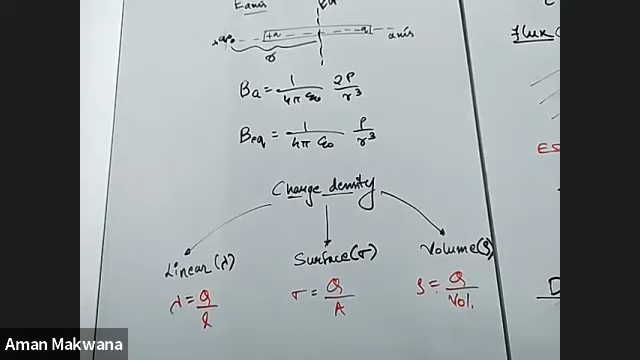 E axis
+q -q axis
r
Ba = 1/4πε0 2P/r³
Beq = 1/4πε0 P/r³
flux
Charge density
Linear (λ) Surface (σ) Volume (ρ)
λ = Q/l σ = Q/A ρ = Q/Vol.
Aman Makwana